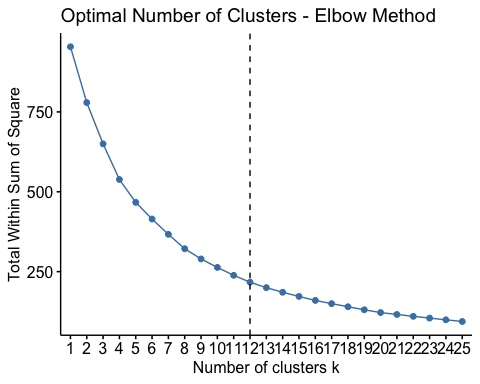 Optimal Number of Clusters - Elbow Method
Total Within Sum of Square
750
500
250
1 2 3 4 5 6 7 8 9 10 11 12 13 14 15 16 17 18 19 20 21 22 23 24 25
Number of clusters k